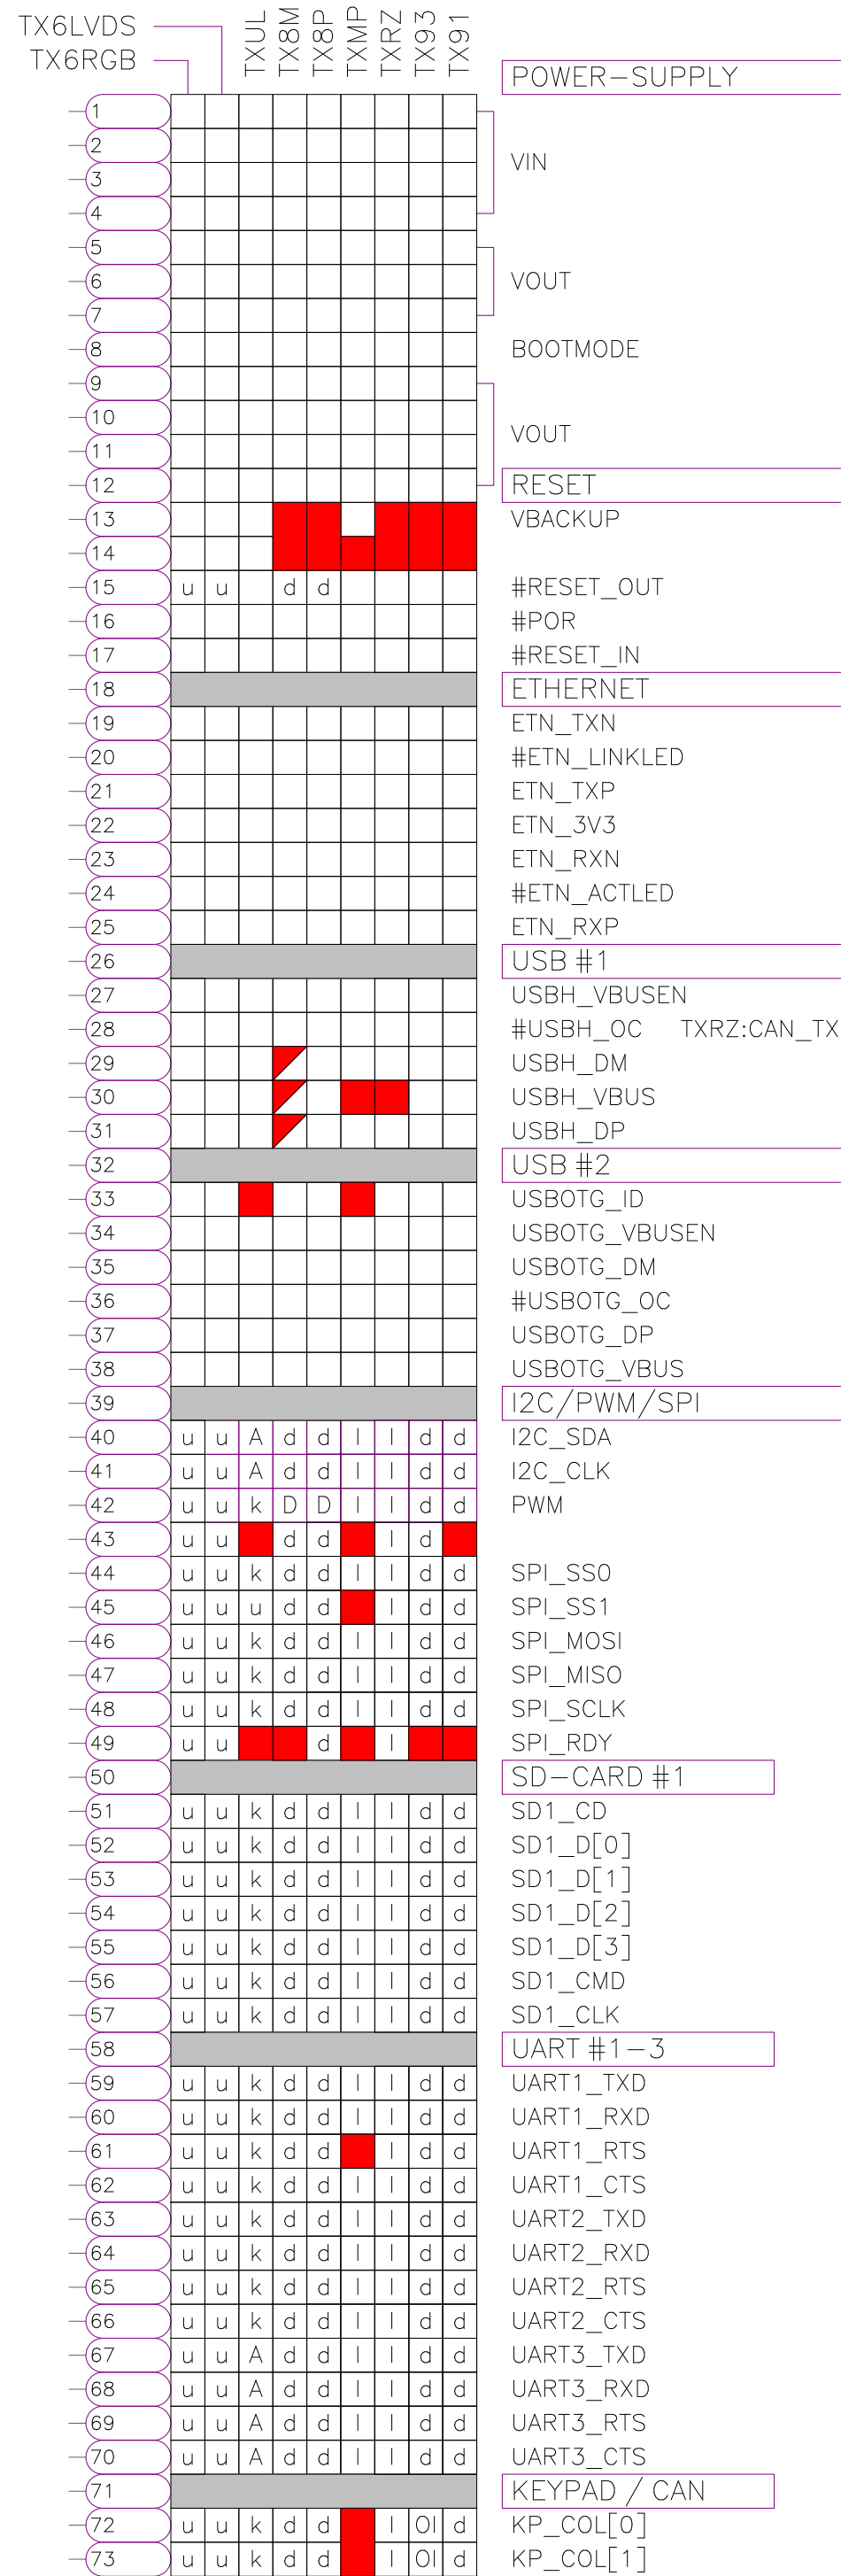 TX6LVDS
TX6RGB
TXUL TX8M TX8P TXMP TXRZ TX93 TX91
POWER-SUPPLY
1
2
VIN
3
4
5
6 VOUT
7
8 BOOTMODE
9
10
VOUT
11
12 RESET
13 VBACKUP
14
15 u u d d #RESET_OUT
16 #POR
17 #RESET_IN
18 ETHERNET
19 ETN_TXN
20 #ETN_LINKLED
21 ETN_TXP
22 ETN_3V3
23 ETN_RXN
24 #ETN_ACTLED
25 ETN_RXP
26 USB #1
27 USBH_VBUSEN
28 #USBH_OC TXRZ:CAN_TX
29 USBH_DM
30 USBH_VBUS
31 USBH_DP
32 USB #2
33 USBOTG_ID
34 USBOTG_VBUSEN
35 USBOTG_DM
36 #USBOTG_OC
37 USBOTG_DP
38 USBOTG_VBUS
39 I2C/PWM/SPI
40 u u A d d I I d d I2C_SDA
41 u u A d d I I d d I2C_CLK
42 u u k D D I I d d PWM
43 u u d d I d
44 u u k d d I I d d SPI_SS0
45 u u u d d I d d SPI_SS1
46 u u k d d I I d d SPI_MOSI
47 u u k d d I I d d SPI_MISO
48 u u k d d I I d d SPI_SCLK
49 u u d I SPI_RDY
50 SD-CARD #1
51 u u k d d I I d d SD1_CD
52 u u k d d I I d d SD1_D[0]
53 u u k d d I I d d SD1_D[1]
54 u u k d d I I d d SD1_D[2]
55 u u k d d I I d d SD1_D[3]
56 u u k d d I I d d SD1_CMD
57 u u k d d I I d d SD1_CLK
58 UART #1-3
59 u u k d d I I d d UART1_TXD
60 u u k d d I I d d UART1_RXD
61 u u k d d I d d UART1_RTS
62 u u k d d I I d d UART1_CTS
63 u u k d d I I d d UART2_TXD
64 u u k d d I I d d UART2_RXD
65 u u k d d I I d d UART2_RTS
66 u u k d d I I d d UART2_CTS
67 u u A d d I I d d UART3_TXD
68 u u A d d I I d d UART3_RXD
69 u u A d d I I d d UART3_RTS
70 u u A d d I I d d UART3_CTS
71 KEYPAD / CAN
72 u u k d d I OI d KP_COL[0]
73 u u k d d I OI d KP_COL[1]